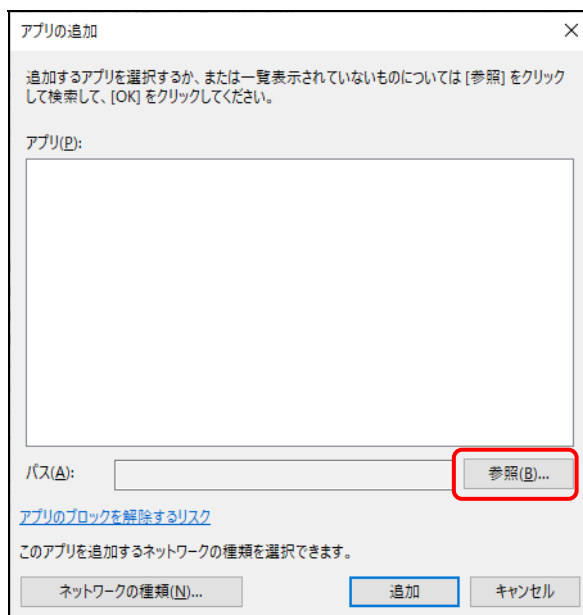 アプリの追加
追加するアプリを選択するか、または一覧表示されていないものについては [参照] をクリック
して検索して、[OK] をクリックしてください。
アプリ(P):
パス(A):
参照(B)...
アプリのブロックを解除するリスク
このアプリを追加するネットワークの種類を選択できます。
ネットワークの種類(N)...
追加
キャンセル